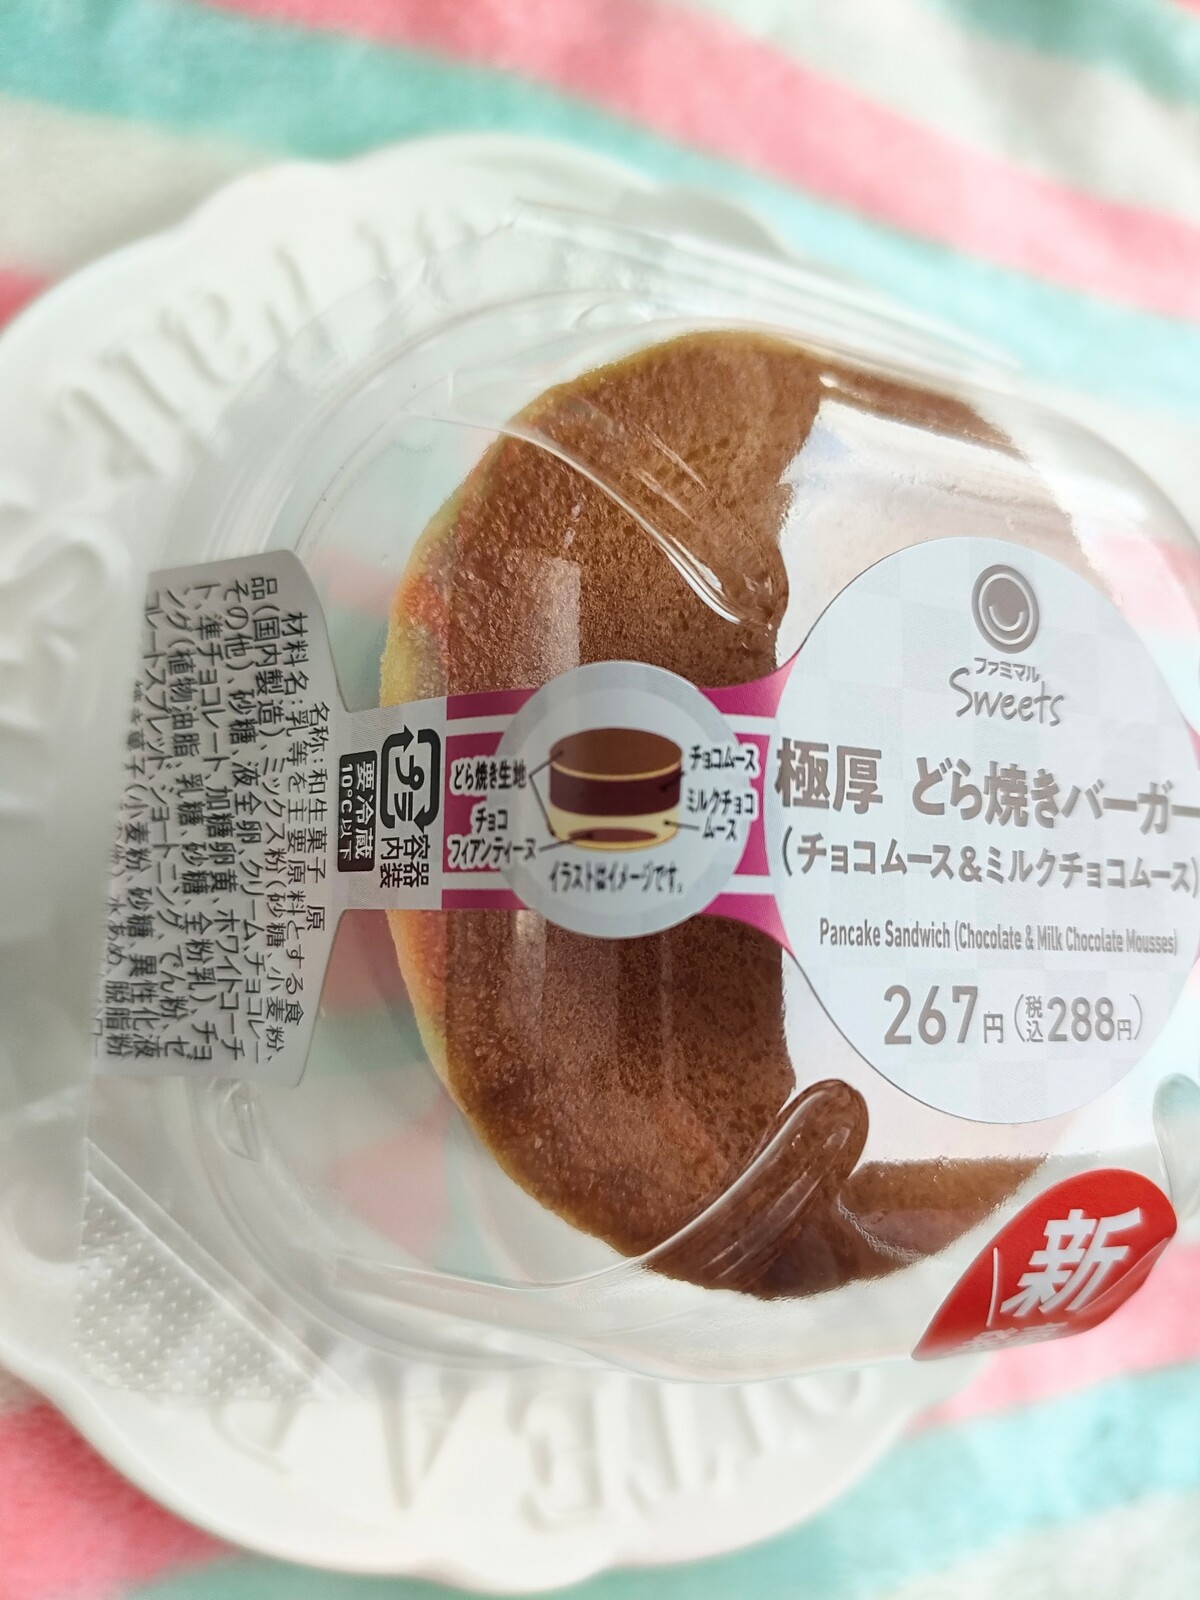 ファミマル
Sweets
極厚 どら焼きバーガー
(チョコムース&ミルクチョコムース)
Pancake Sandwich (Chocolate & Milk Chocolate Mousses)
267円(税込288円)
新
チョコムース
ミルクチョコ
ムース
どら焼き生地
チョコ
フィアンティーヌ
イラストはイメージです。
プラ
容器
内装
要冷蔵
10℃以下
名称:和生菓子 原
材料名:乳等を主要原料とする食
品(国内製造)、ミックス粉(砂糖、小麦粉、
その他)、砂糖、液全卵、クリーム、チョコレー
ト、準チョコレート、加糖卵黄、ホワイトコーチ
ング(植物油脂、乳糖、砂糖、全粉乳)、チョ
コレートスプレッド、ショートニング、でん粉、ゼ
(小麦粉、砂糖、異性化液
水あめ、脱脂粉